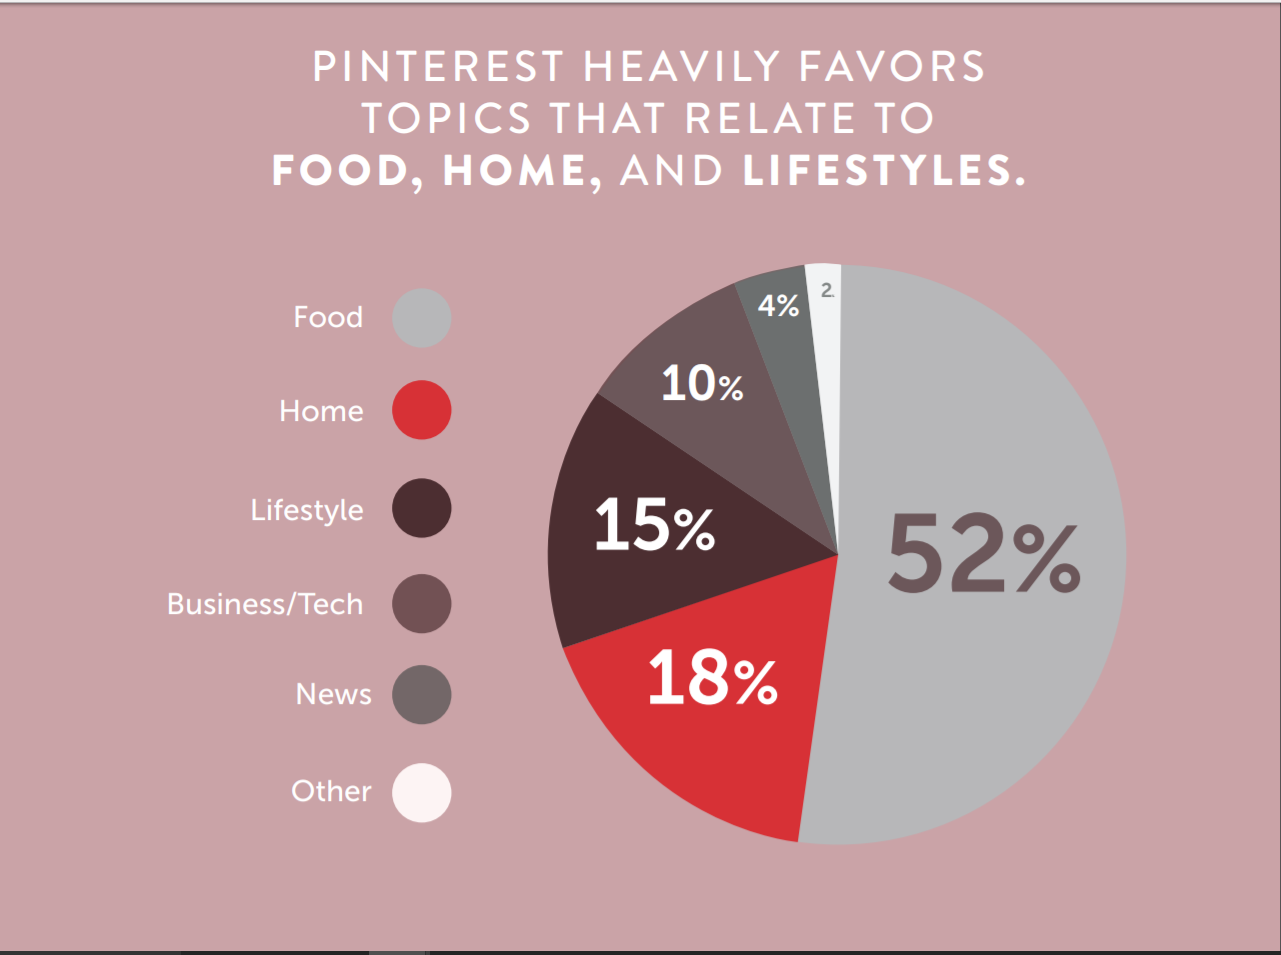 PINTEREST HEAVILY FAVORS
TOPICS THAT RELATE TO
FOOD, HOME, AND LIFESTYLES.
Food
Home
Lifestyle
Business/Tech
News
Other
2
4%
10%
15%
52%
18%